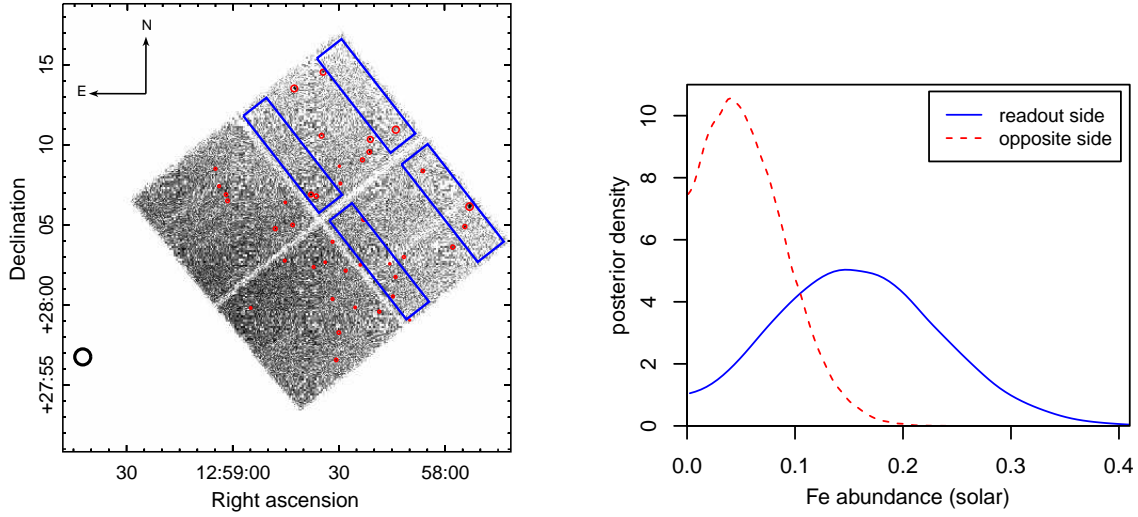 N
E
Declination
15
10
05
+28:00
+27:55
30
12:59:00
30
58:00
Right ascension
posterior density
10
8
6
4
2
0
readout side
opposite side
0.0
0.1
0.2
0.3
0.4
Fe abundance (solar)